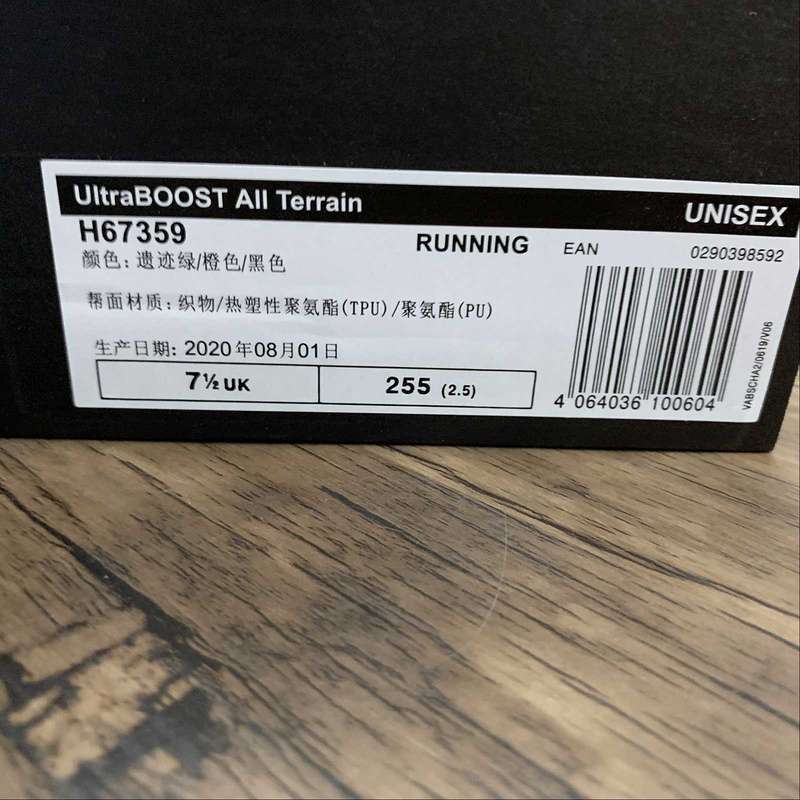 UltraBOOST All Terrain
UNISEX
H67359
RUNNING
EAN
0290398592
颜色: 遗迹绿/橙色/黑色
帮面材质: 织物/热塑性聚氨酯(TPU)/聚氨酯(PU)
生产日期: 2020年08月01日
7½ UK
255 (2.5)
4 064036 100604
VABSCHA2/0619/V06